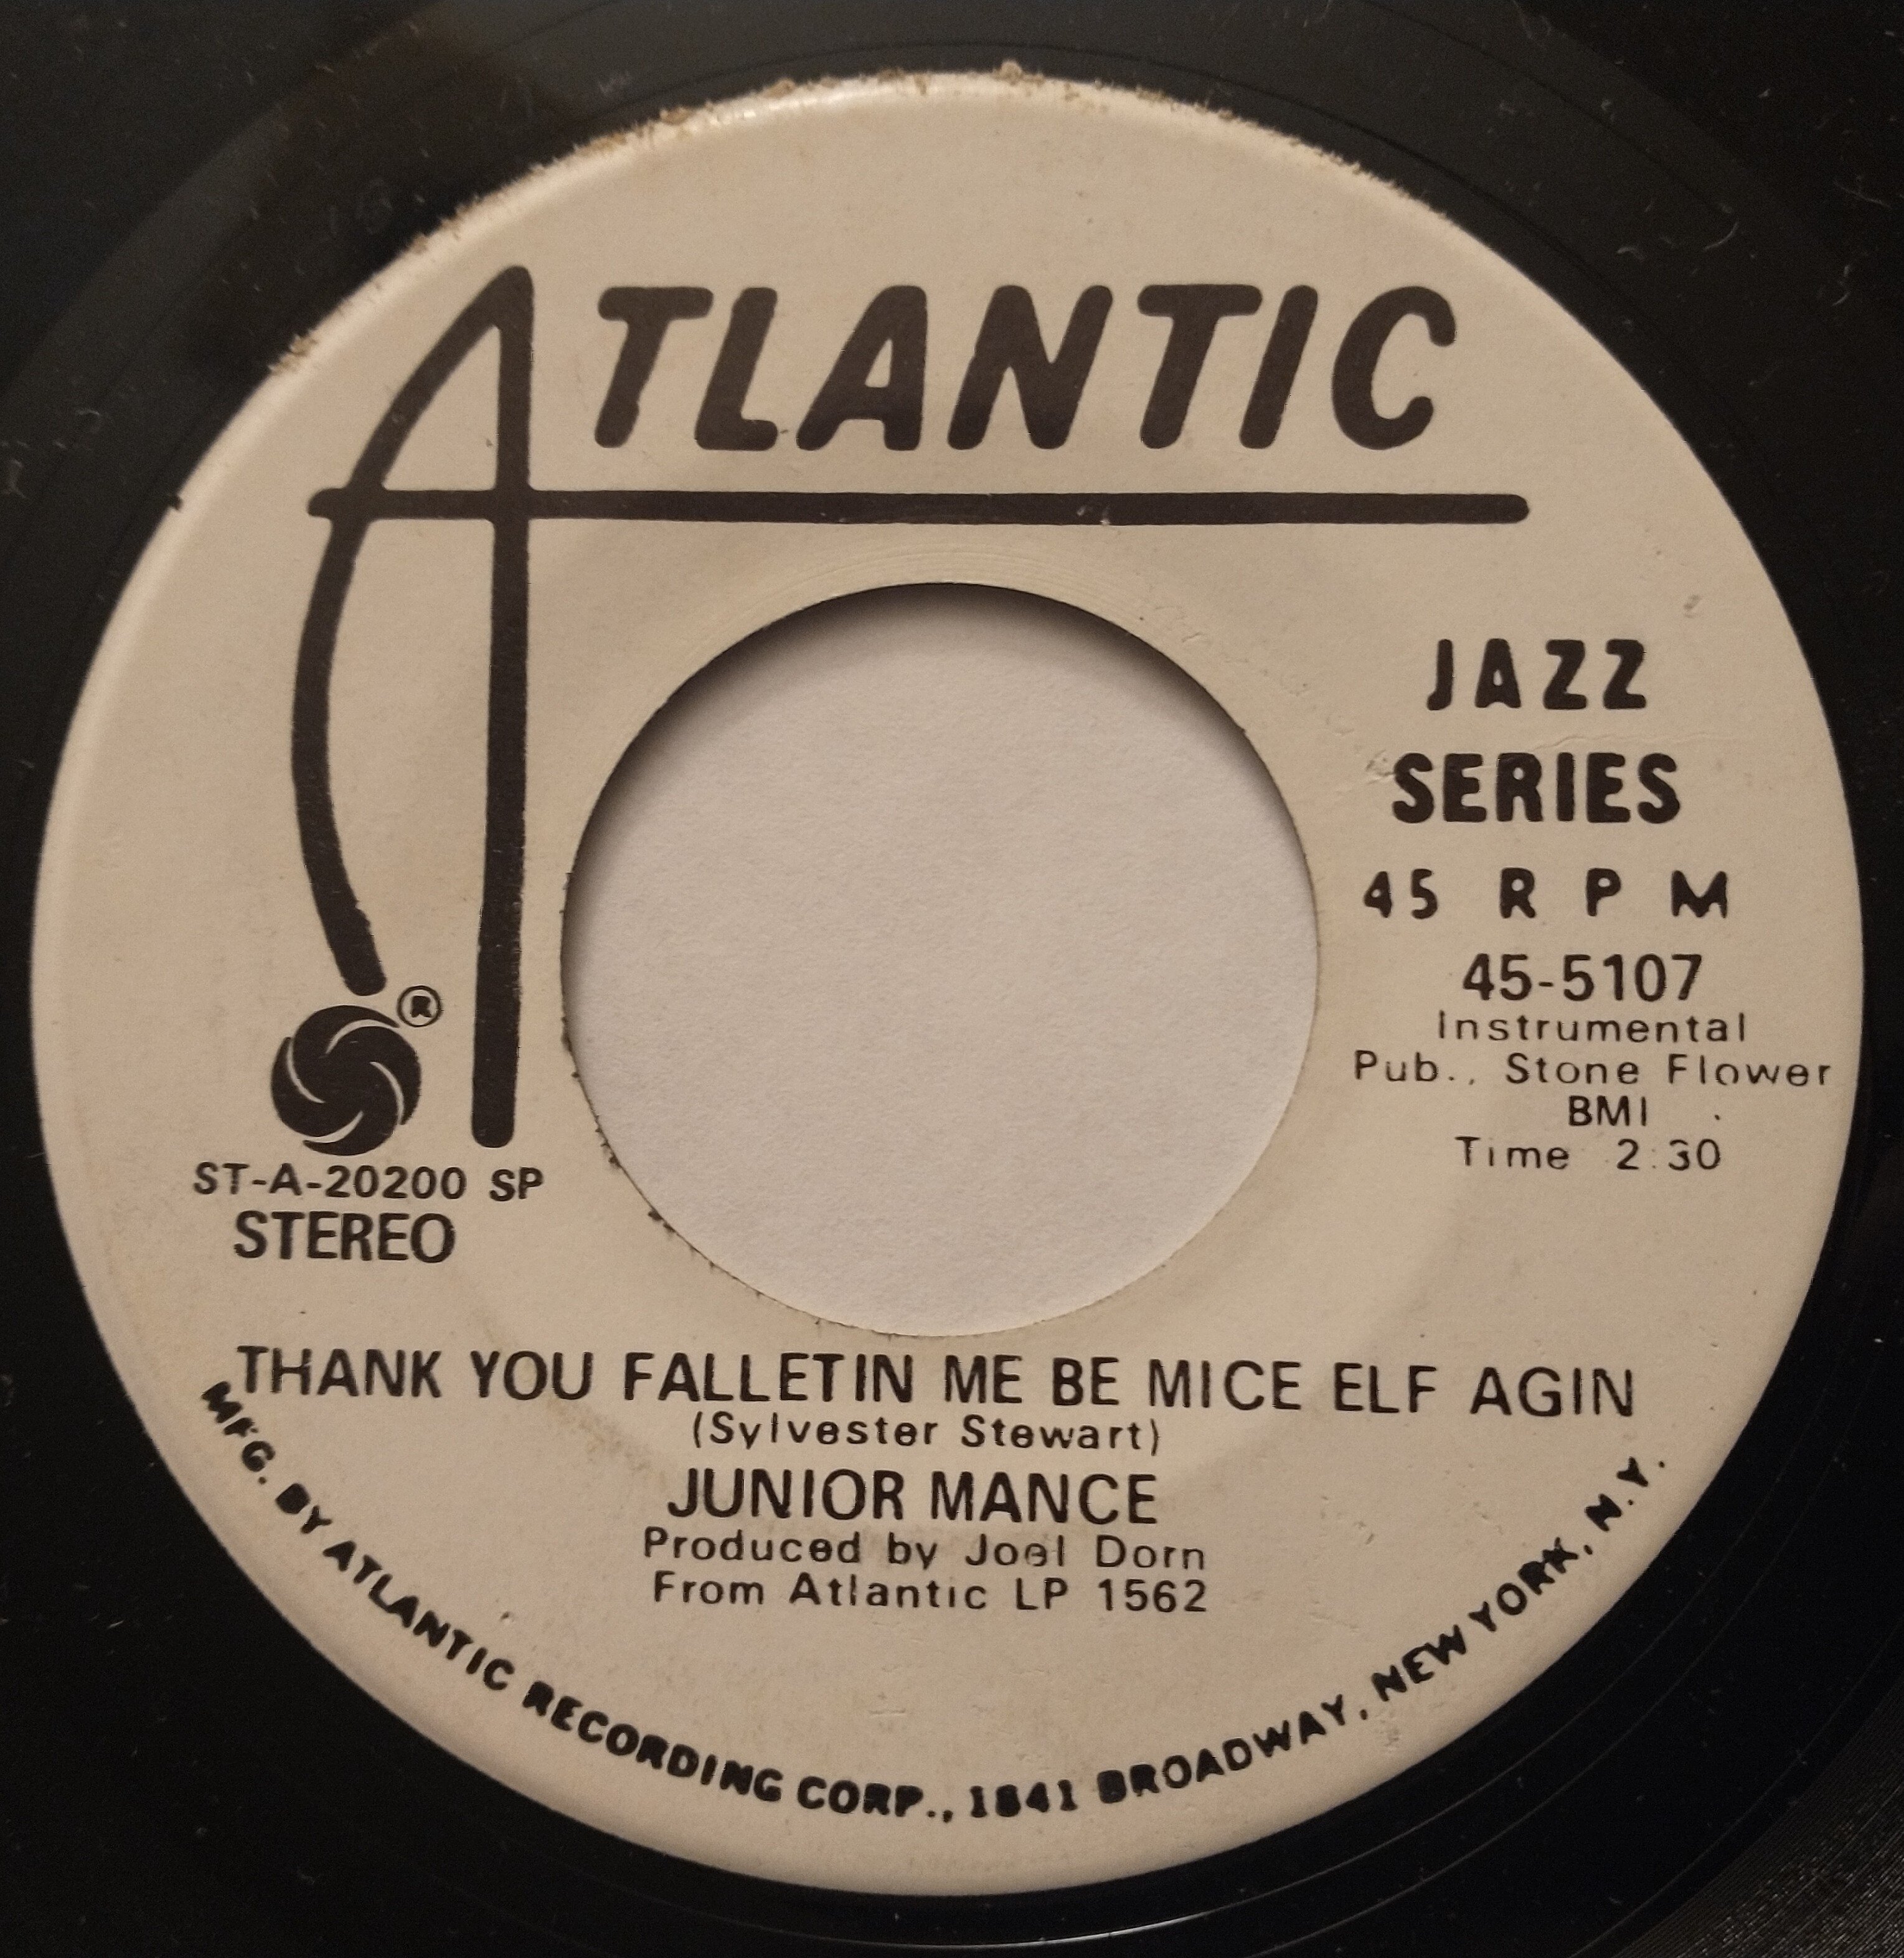 ATLANTIC
JAZZ
SERIES
45 RPM
45-5107
Instrumental
Pub., Stone Flower
BMI
Time 2:30
®
ST-A-20200 SP
STEREO
THANK YOU FALLETIN ME BE MICE ELF AGIN
(Sylvester Stewart)
JUNIOR MANCE
Produced by Joel Dorn
From Atlantic LP 1562
MFG. BY ATLANTIC RECORDING CORP., 1841 BROADWAY, NEW YORK, N.Y.